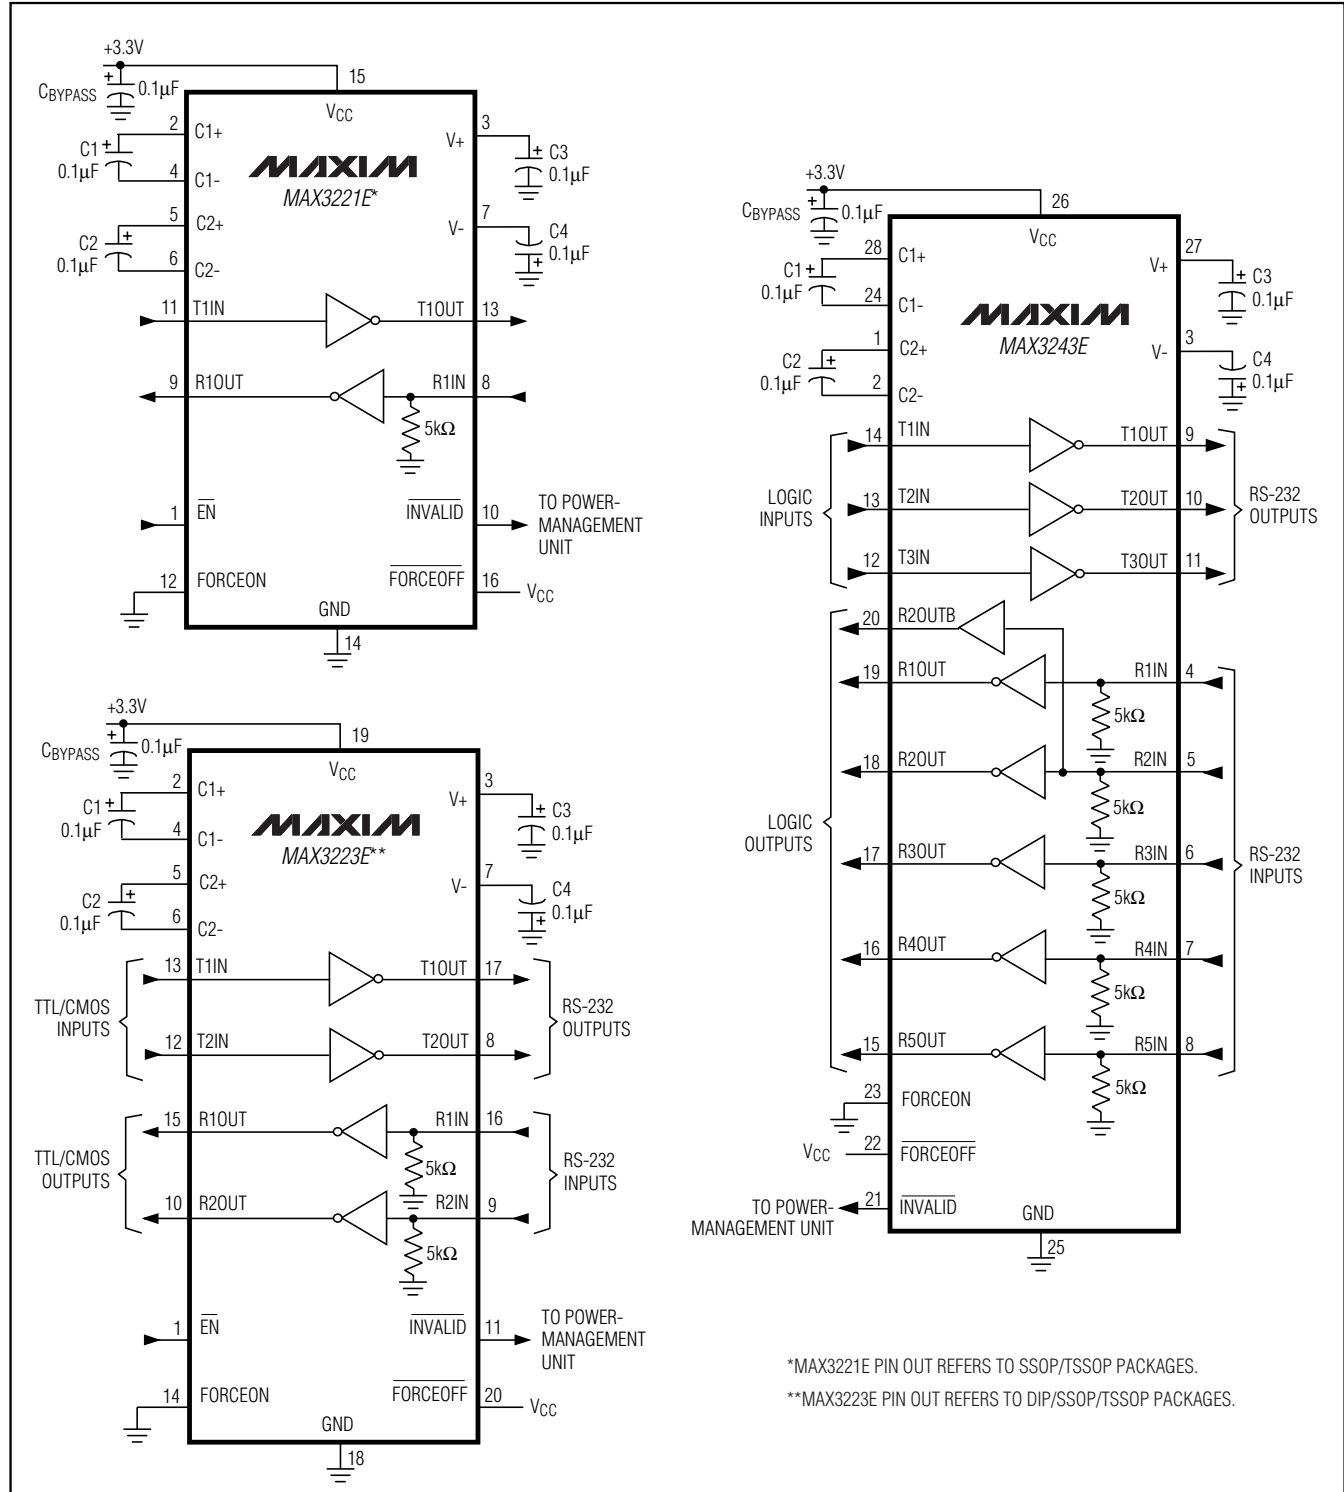 +3.3V
CBYPASS
+
0.1µF
15
VCC
2
C1+
C1
+
0.1µF
4
C1-
5
C2+
C2
+
0.1µF
6
C2-
MAXIM
MAX3221E*
3
V+
+
C3
0.1µF
7
V-
C4
+
0.1µF
11
T1IN
T1OUT
13
9
R1OUT
R1IN
8
5kΩ
1
EN
INVALID
10
TO POWER-
MANAGEMENT
UNIT
12
FORCEON
FORCEOFF
16
VCC
GND
14
+3.3V
CBYPASS
+
0.1µF
19
VCC
2
C1+
C1
+
0.1µF
4
C1-
5
C2+
C2
+
0.1µF
6
C2-
MAXIM
MAX3223E**
3
V+
+
C3
0.1µF
7
V-
C4
+
0.1µF
TTL/CMOS
INPUTS
13
T1IN
T1OUT
17
12
T2IN
T2OUT
8
RS-232
OUTPUTS
TTL/CMOS
OUTPUTS
15
R1OUT
R1IN
16
5kΩ
10
R2OUT
R2IN
9
5kΩ
RS-232
INPUTS
1
EN
INVALID
11
TO POWER-
MANAGEMENT
UNIT
14
FORCEON
FORCEOFF
20
VCC
GND
18
+3.3V
CBYPASS
+
0.1µF
26
VCC
28
C1+
C1
+
0.1µF
24
C1-
1
C2+
C2
+
0.1µF
2
C2-
MAXIM
MAX3243E
27
V+
+
C3
0.1µF
3
V-
C4
+
0.1µF
LOGIC
INPUTS
14
T1IN
T1OUT
9
13
T2IN
T2OUT
10
12
T3IN
T3OUT
11
RS-232
OUTPUTS
LOGIC
OUTPUTS
20
R2OUTB
19
R1OUT
R1IN
4
5kΩ
18
R2OUT
R2IN
5
5kΩ
17
R3OUT
R3IN
6
5kΩ
16
R4OUT
R4IN
7
5kΩ
15
R5OUT
R5IN
8
5kΩ
RS-232
INPUTS
23
FORCEON
VCC
22
FORCEOFF
TO POWER-
MANAGEMENT UNIT
21
INVALID
GND
25
*MAX3221E PIN OUT REFERS TO SSOP/TSSOP PACKAGES.
**MAX3223E PIN OUT REFERS TO DIP/SSOP/TSSOP PACKAGES.